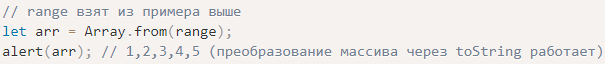 // range взят из примера выше
let arr = Array.from(range);
alert(arr); // 1,2,3,4,5 (преобразование массива через toString работает)